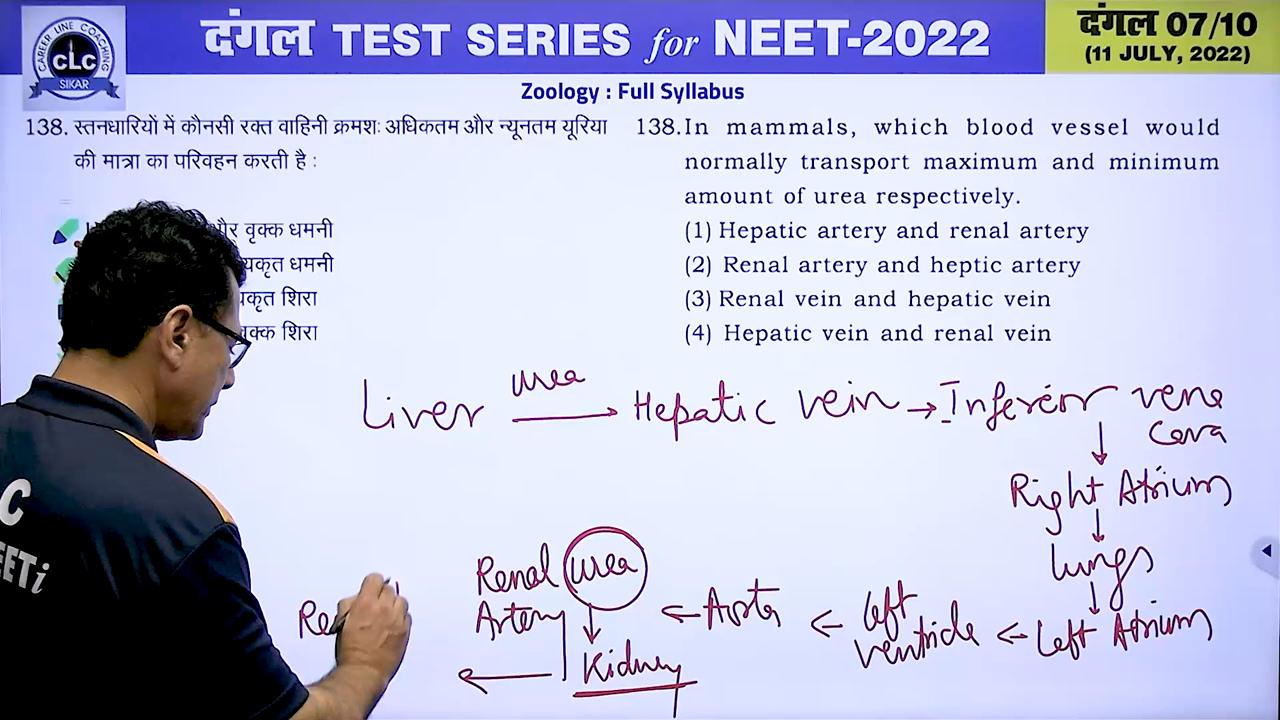 दंगल TEST SERIES for NEET-2022
दंगल 07/10
(11 JULY, 2022)
CAREER LINE COACHING
CLC
SIKAR
Zoology : Full Syllabus
138. स्तनधारियों में कौनसी रक्त वाहिनी क्रमशः अधिकतम और न्यूनतम यूरिया
की मात्रा का परिवहन करती है :
और वृक्क धमनी
यकृत धमनी
यकृत शिरा
वृक्क शिरा
138. In mammals, which blood vessel would
normally transport maximum and minimum
amount of urea respectively.
(1) Hepatic artery and renal artery
(2) Renal artery and heptic artery
(3) Renal vein and hepatic vein
(4) Hepatic vein and renal vein
Liver urea → Hepatic vein → Inferior vena
Cava
↓
Right Atrium
↓
Lungs
↓
Left Atrium
← Left
ventricle
← Aorta
←
Renal urea
Artery ↓
Kidney
←
Re
C
NEETi